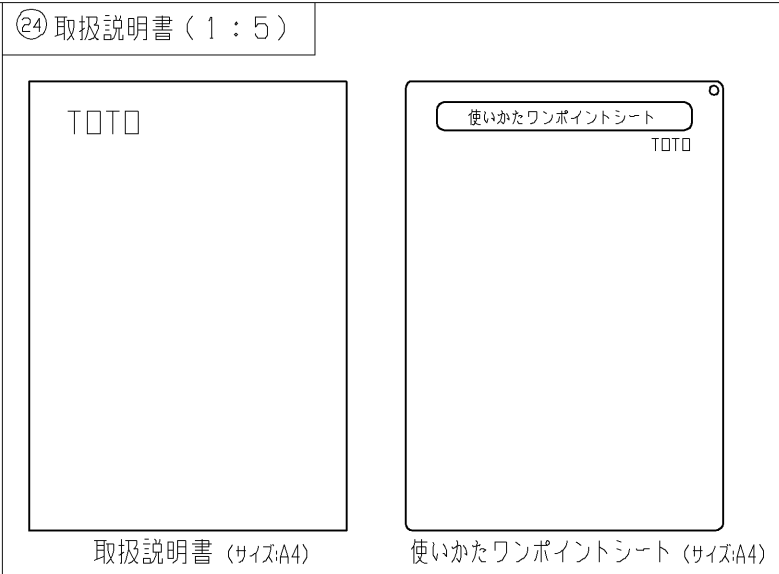 ㉔取扱説明書(1:5)
TOTO
使いかたワンポイントシート
TOTO
取扱説明書 (サイズ:A4)
使いかたワンポイントシート (サイズ:A4)